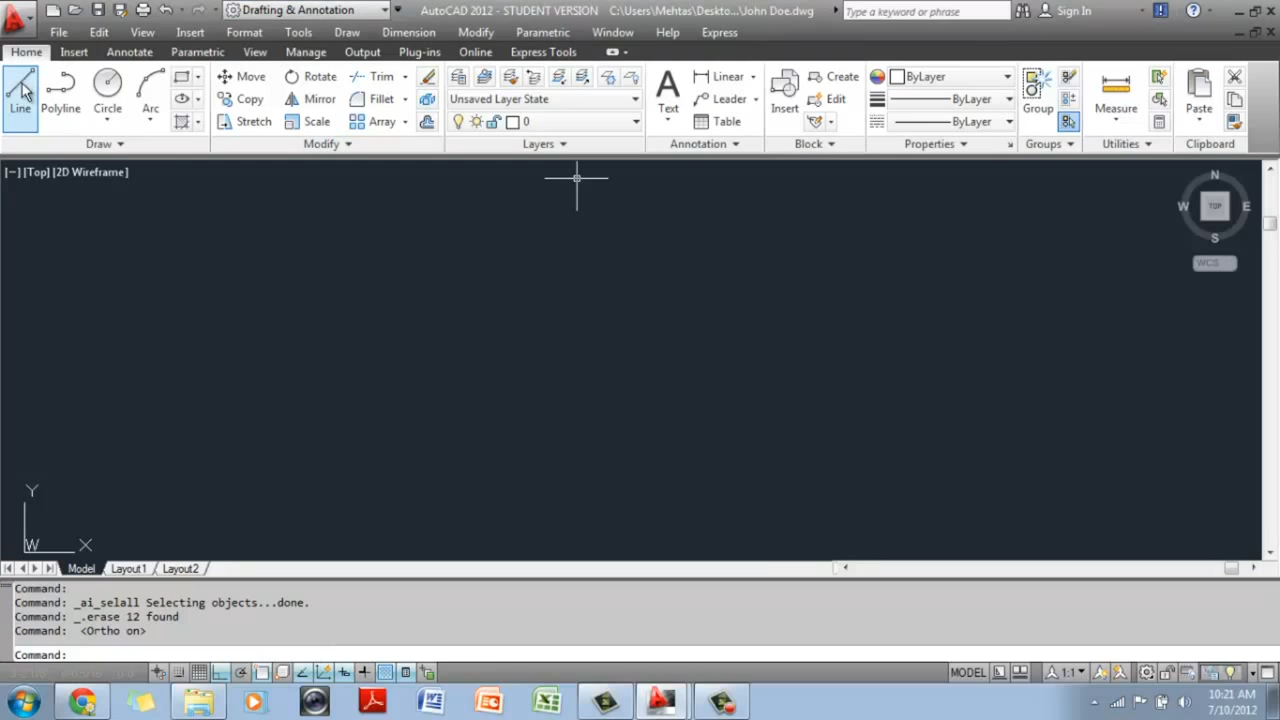 Drafting & Annotation AutoCAD 2012 - STUDENT VERSION C:\Users\Mehtas\Deskto...\John Doe.dwg Type a keyword or phrase Sign In
File Edit View Insert Format Tools Draw Dimension Modify Parametric Window Help Express
Home Insert Annotate Parametric View Manage Output Plug-ins Online Express Tools
Line Polyline Circle Arc
Move Rotate Trim
Copy Mirror Fillet
Stretch Scale Array
Unsaved Layer State
0
Text Linear
Leader
Table
Insert Create
Edit
ByLayer
ByLayer
ByLayer
Group Measure Paste
Draw Modify Layers Annotation Block Properties Groups Utilities Clipboard
[−] [Top] [2D Wireframe]
N
W TOP E
S
WCS
Y
W X
Model Layout1 Layout2
Command:
Command: _ai_selall Selecting objects...done.
Command: _.erase 12 found
Command: <Ortho on>
Command:
MODEL 1:1
10:21 AM
7/10/2012